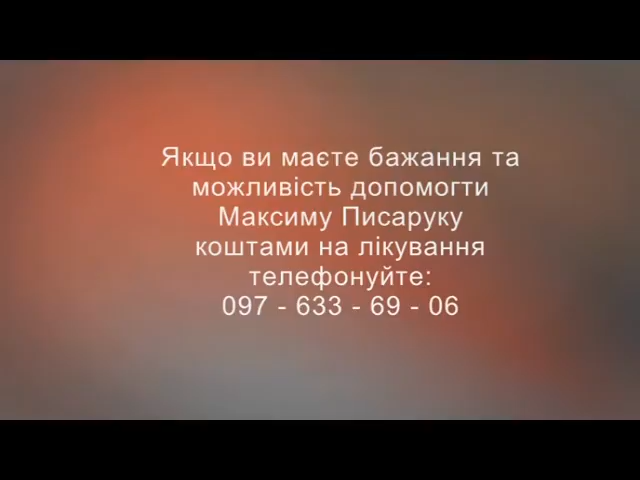 Якщо ви маєте бажання та
можливість допомогти
Максиму Писаруку
коштами на лікування
телефонуйте:
097 - 633 - 69 - 06